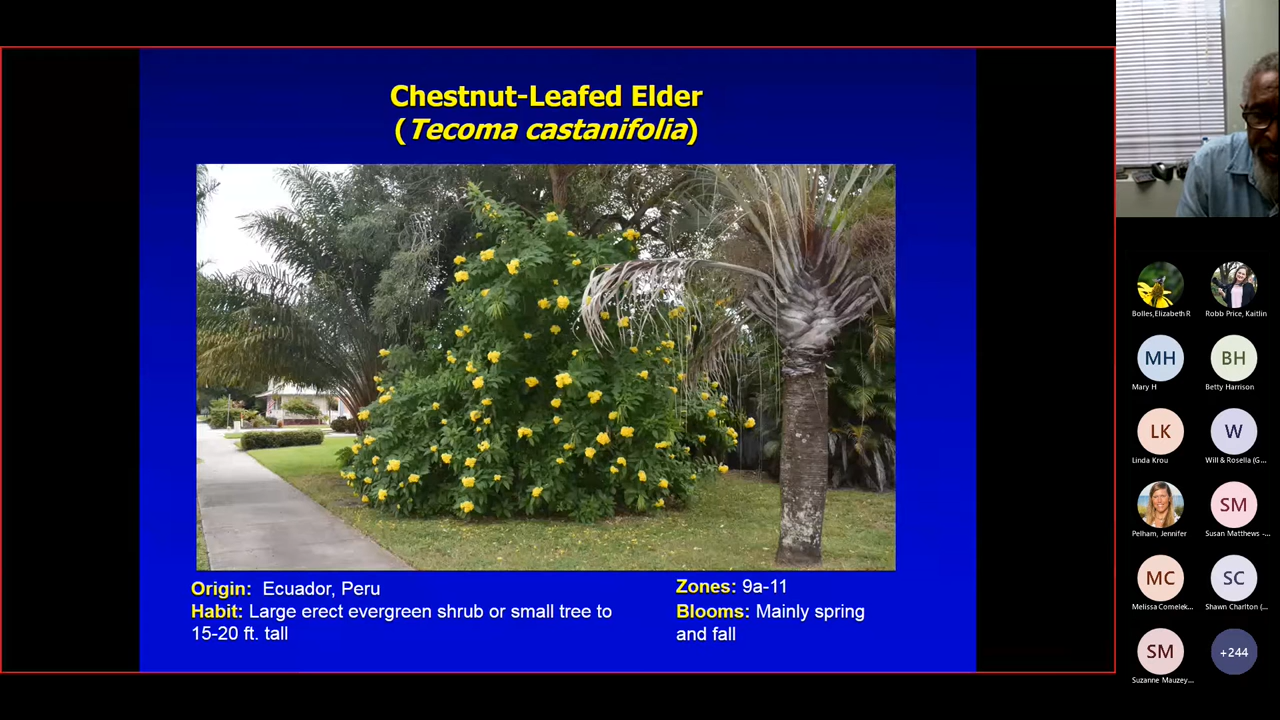 Chestnut-Leafed Elder
(Tecoma castanifolia)
Origin: Ecuador, Peru
Habit: Large erect evergreen shrub or small tree to
15-20 ft. tall
Zones: 9a-11
Blooms: Mainly spring
and fall
Bolles,Elizabeth R
Robb Price, Kaitlin
MH
Mary H
BH
Betty Harrison
LK
Linda Krou
W
Will & Rosella (G...
Pelham, Jennifer
SM
Susan Matthews -...
MC
Melissa Comelek...
SC
Shawn Charlton (...
SM
Suzanne Mauzey...
+244